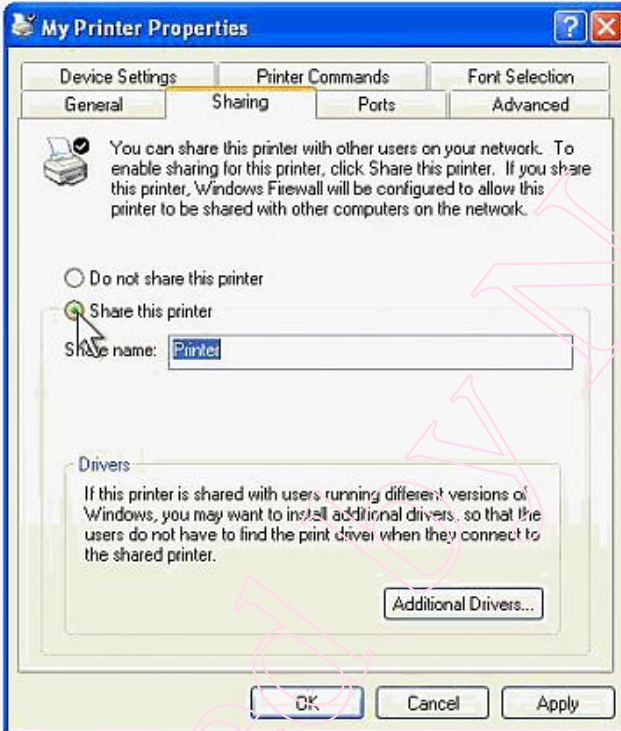 My Printer Properties
Device Settings Printer Commands Font Selection
General Sharing Ports Advanced
You can share this printer with other users on your network. To
enable sharing for this printer, click Share this printer. If you share
this printer, Windows Firewall will be configured to allow this
printer to be shared with other computers on the network.
Do not share this printer
Share this printer
Share name: Printer
Drivers
If this printer is shared with users running different versions of
Windows, you may want to install additional drivers, so that the
users do not have to find the print driver when they connect to
the shared printer.
Additional Drivers...
OK Cancel Apply